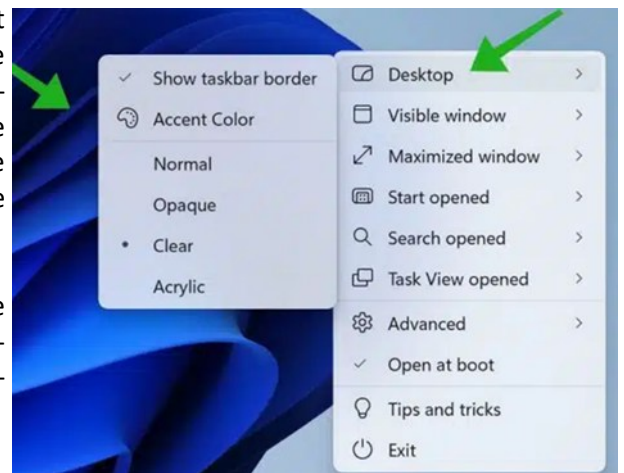 Show taskbar border
Accent Color
Normal
Opaque
Clear
Acrylic
Desktop
Visible window
Maximized window
Start opened
Search opened
Task View opened
Advanced
Open at boot
Tips and tricks
Exit